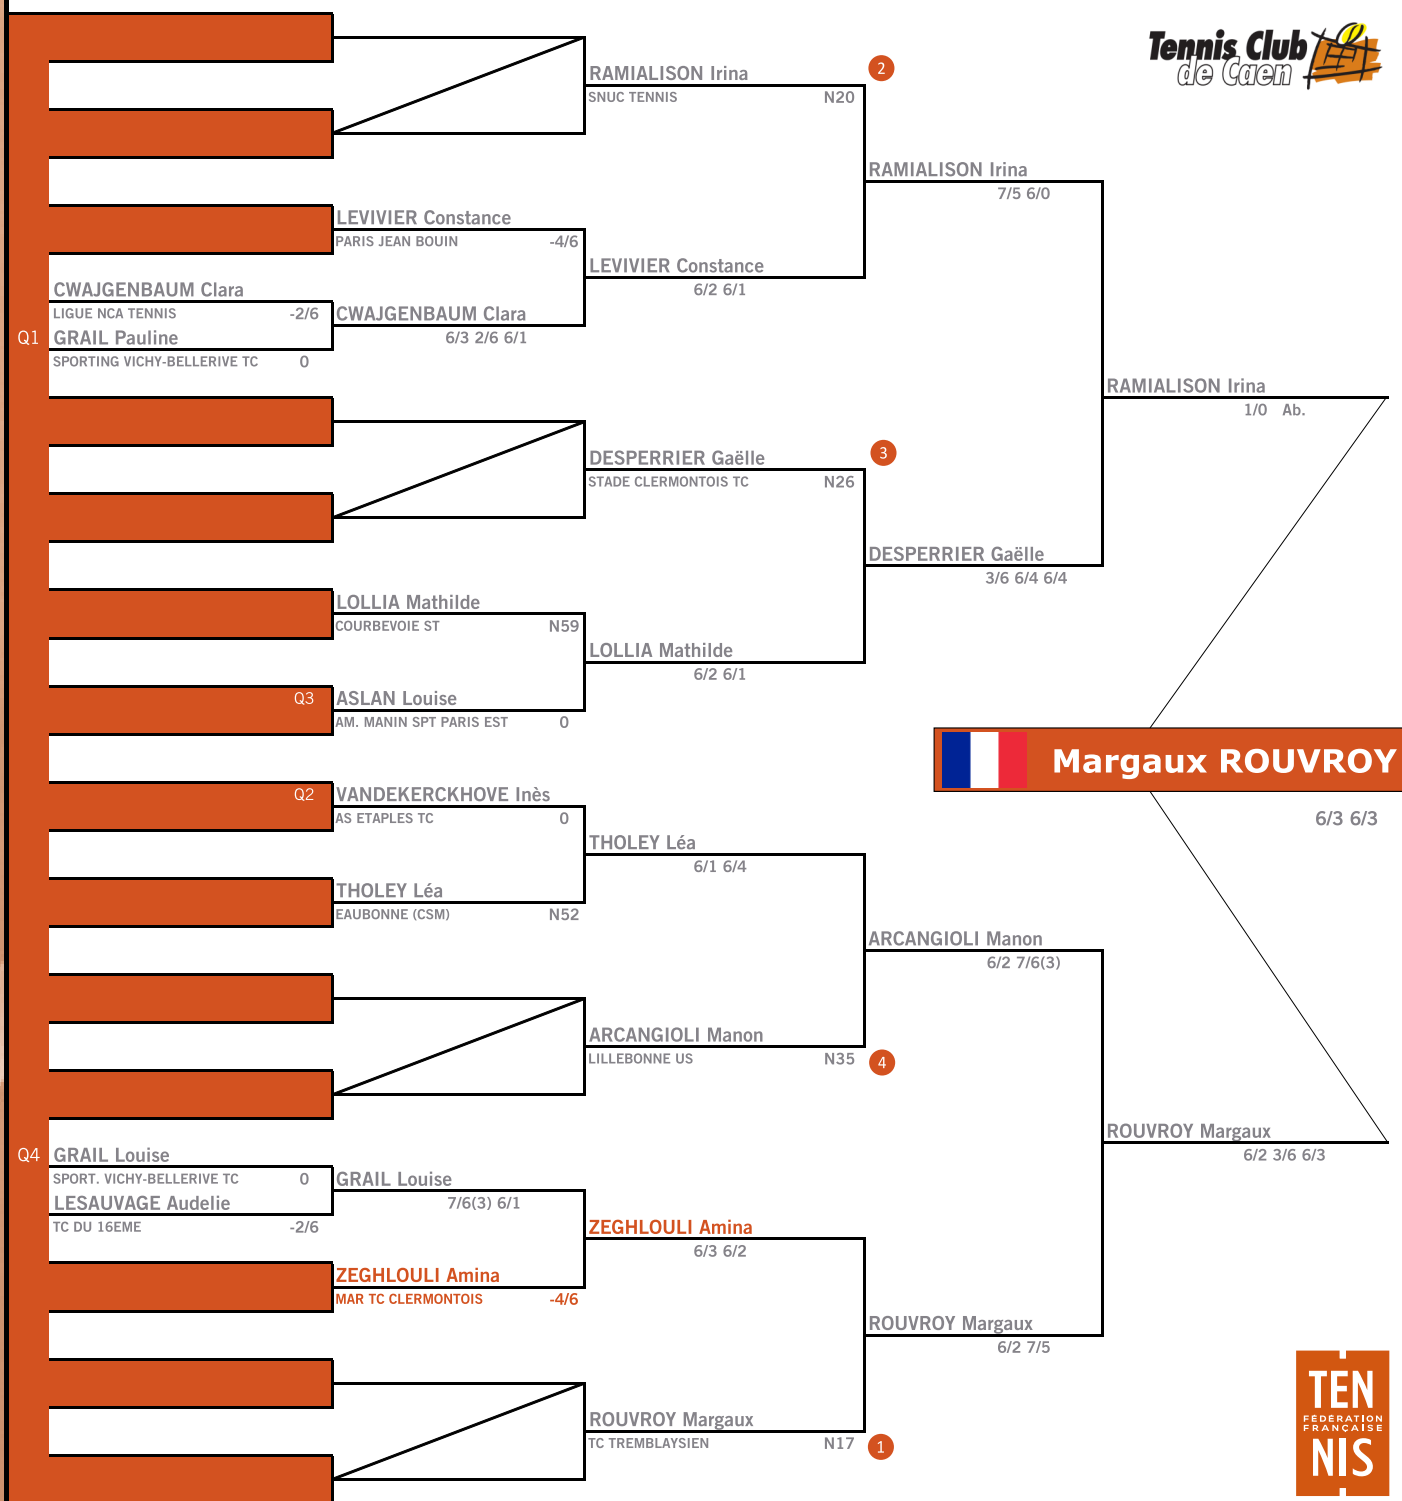 Tennis Club
de Caen
RAMIALISON Irina
2
SNUC TENNIS N20
RAMIALISON Irina
7/5 6/0
LEVIVIER Constance
PARIS JEAN BOUIN -4/6
LEVIVIER Constance
6/2 6/1
CWAJGENBAUM Clara
LIGUE NCA TENNIS -2/6
CWAJGENBAUM Clara
6/3 2/6 6/1
Q1
GRAIL Pauline
SPORTING VICHY-BELLERIVE TC 0
RAMIALISON Irina
1/0 Ab.
DESPERRIER Gaëlle
3
STADE CLERMONTOIS TC N26
DESPERRIER Gaëlle
3/6 6/4 6/4
LOLLIA Mathilde
COURBEVOIE ST N59
LOLLIA Mathilde
6/2 6/1
Q3
ASLAN Louise
AM. MANIN SPT PARIS EST 0
Margaux ROUVROY
6/3 6/3
Q2
VANDEKERCKHOVE Inès
AS ETAPLES TC 0
THOLEY Léa
6/1 6/4
THOLEY Léa
EAUBONNE (CSM) N52
ARCANGIOLI Manon
6/2 7/6(3)
ARCANGIOLI Manon
LILLEBONNE US N35
4
ROUVROY Margaux
6/2 3/6 6/3
Q4
GRAIL Louise
SPORT. VICHY-BELLERIVE TC 0
GRAIL Louise
7/6(3) 6/1
LESAUVAGE Audelie
TC DU 16EME -2/6
ZEGHLOULI Amina
6/3 6/2
ZEGHLOULI Amina
MAR TC CLERMONTOIS -4/6
ROUVROY Margaux
6/2 7/5
ROUVROY Margaux
TC TREMBLAYSIEN N17
1
TEN
FÉDÉRATION
FRANÇAISE
NIS